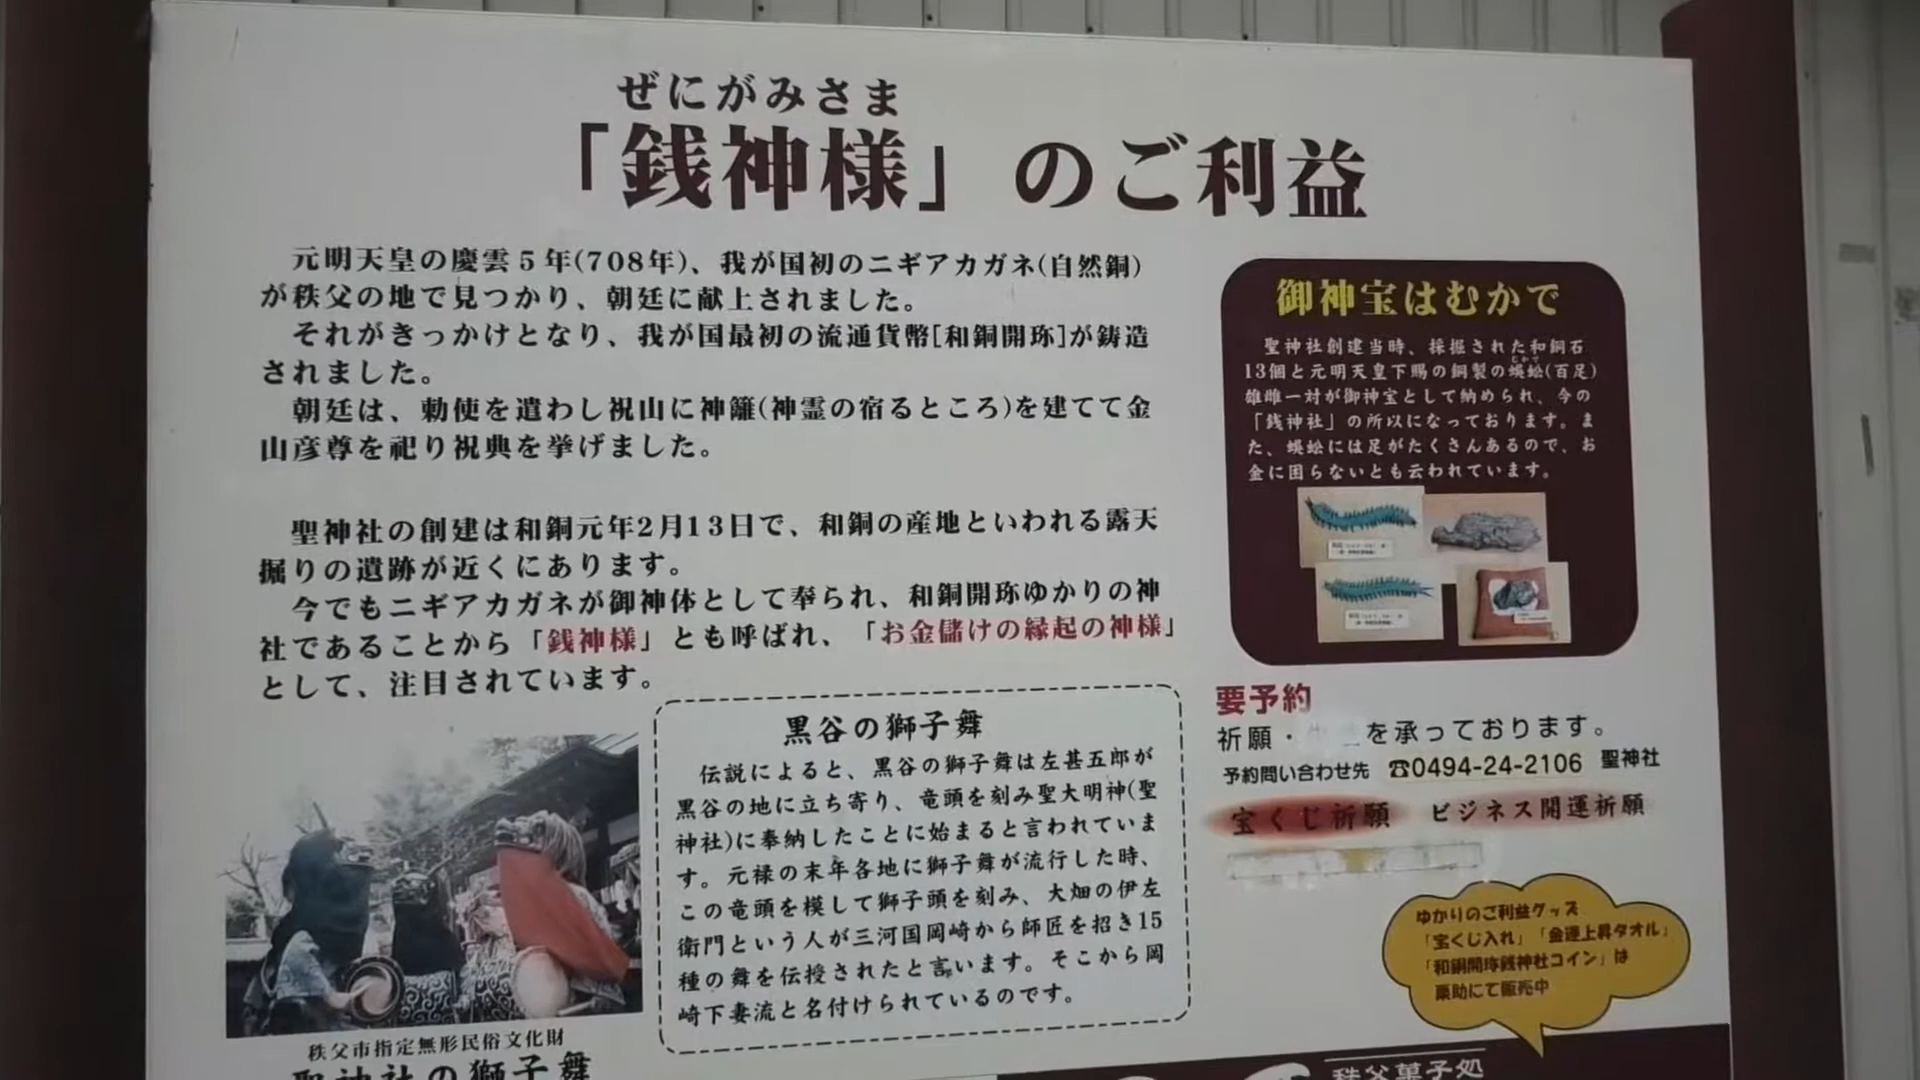 ぜにがみさま
「銭神様」のご利益
元明天皇の慶雲5年(708年)、我が国初のニギアカガネ(自然銅)
が秩父の地で見つかり、朝廷に献上されました。
それがきっかけとなり、我が国最初の流通貨幣[和銅開珎]が鋳造
されました。
朝廷は、勅使を遣わし祝山に神籬(神霊の宿るところ)を建てて金
山彦尊を祀り祝典を挙げました。
聖神社の創建は和銅元年2月13日で、和銅の産地といわれる露天
掘りの遺跡が近くにあります。
今でもニギアカガネが御神体として奉られ、和銅開珎ゆかりの神
社であることから「銭神様」とも呼ばれ、「お金儲けの縁起の神様」
として、注目されています。
御神宝はむかで
聖神社創建当時、採掘された和銅石
13個と元明天皇下賜の銅製の蜈蚣(百足)
雄雌一対が御神宝として納められ、今の
「銭神社」の所以になっております。ま
た、蜈蚣には足がたくさんあるので、お
金に困らないとも云われています。
要予約
祈願・を承っております。
予約問い合わせ先 ☎0494-24-2106 聖神社
宝くじ祈願 ビジネス開運祈願
ゆかりのご利益グッズ
「宝くじ入れ」「金運上昇タオル」
「和銅開珎銭神社コイン」は
栗助にて販売中
黒谷の獅子舞
伝説によると、黒谷の獅子舞は左甚五郎が
黒谷の地に立ち寄り、竜頭を刻み聖大明神(聖
神社)に奉納したことに始まると言われていま
す。元禄の末年各地に獅子舞が流行した時、
この竜頭を模して獅子頭を刻み、大畑の伊左
衛門という人が三河国岡崎から師匠を招き15
種の舞を伝授されたと言います。そこから岡
崎下妻流と名付けられているのです。
秩父市指定無形民俗文化財
聖神社の獅子舞
秩父菓子処